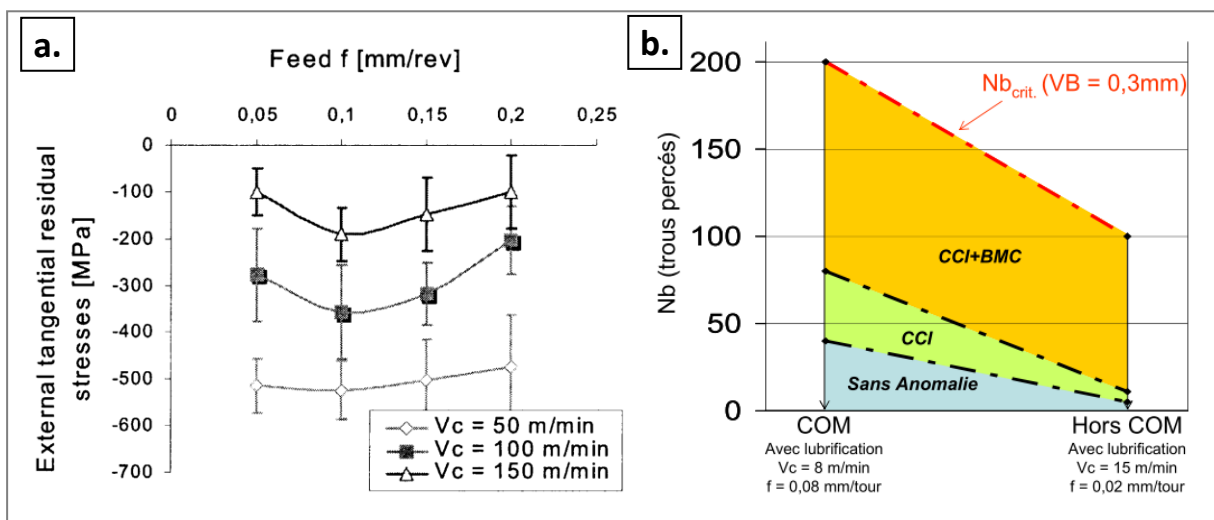 a.
Feed f [mm/rev]
0
0,05
0,1
0,15
0,2
0,25
0
-100
-200
-300
-400
-500
-600
-700
External tangential residual
stresses [MPa]
Vc = 50 m/min
Vc = 100 m/min
Vc = 150 m/min
b.
200
150
100
50
0
Nb (trous percés)
Nbcrit. (VB = 0,3mm)
CCI+BMC
CCI
Sans Anomalie
COM
Avec lubrification
Vc = 8 m/min
f = 0,08 mm/tour
Hors COM
Avec lubrification
Vc = 15 m/min
f = 0,02 mm/tour